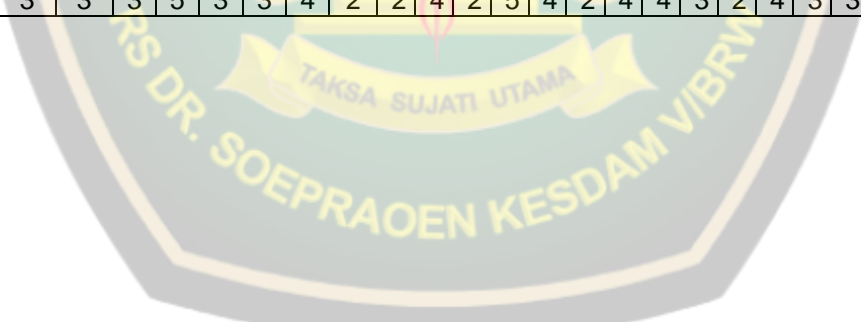 3 3 3 5 3 3 4 2 2 4 2 5 4 2 4 4 3 2 4 3 3
TAKSA SUJATI UTAMA
RS DR. SOEPRAOEN KESDAM V/BRW